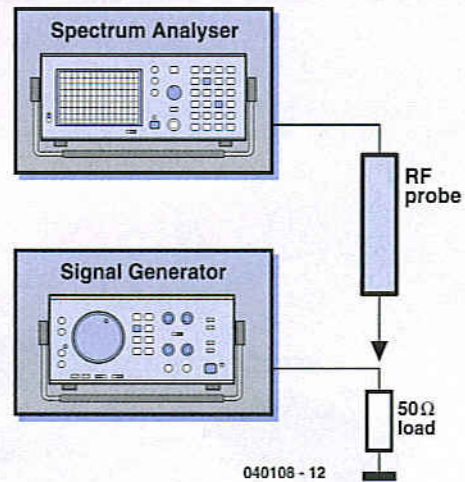 Spectrum Analyser
RF
probe
Signal Generator
50Ω
load
040108 - 12